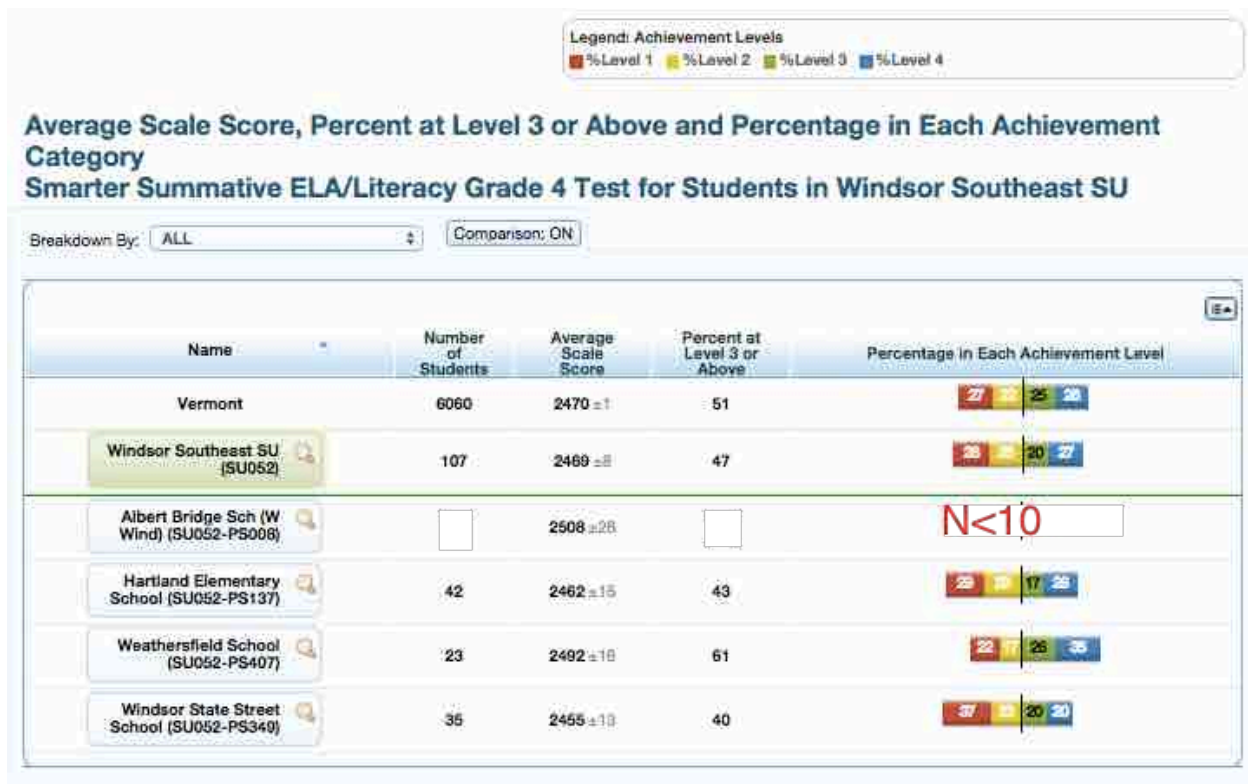 Legend: Achievement Levels
%Level 1 %Level 2 %Level 3 %Level 4
Average Scale Score, Percent at Level 3 or Above and Percentage in Each Achievement
Category
Smarter Summative ELA/Literacy Grade 4 Test for Students in Windsor Southeast SU
Breakdown By: ALL Comparison: ON
Name Number of Students Average Scale Score Percent at Level 3 or Above Percentage in Each Achievement Level
Vermont 6060 2470 ±1 51 27 25 26
Windsor Southeast SU
(SU052) 107 2469 ±8 47 20 27
Albert Bridge Sch (W
Wind) (SU052-PS008) 2508 N<10
Hartland Elementary
School (SU052-PS137) 42 2462 ±15 43 29 17 26
Weathersfield School
(SU052-PS407) 23 2492 61 22 17 26 35
Windsor State Street
School (SU052-PS349) 35 2455 ±13 40 37 20 20